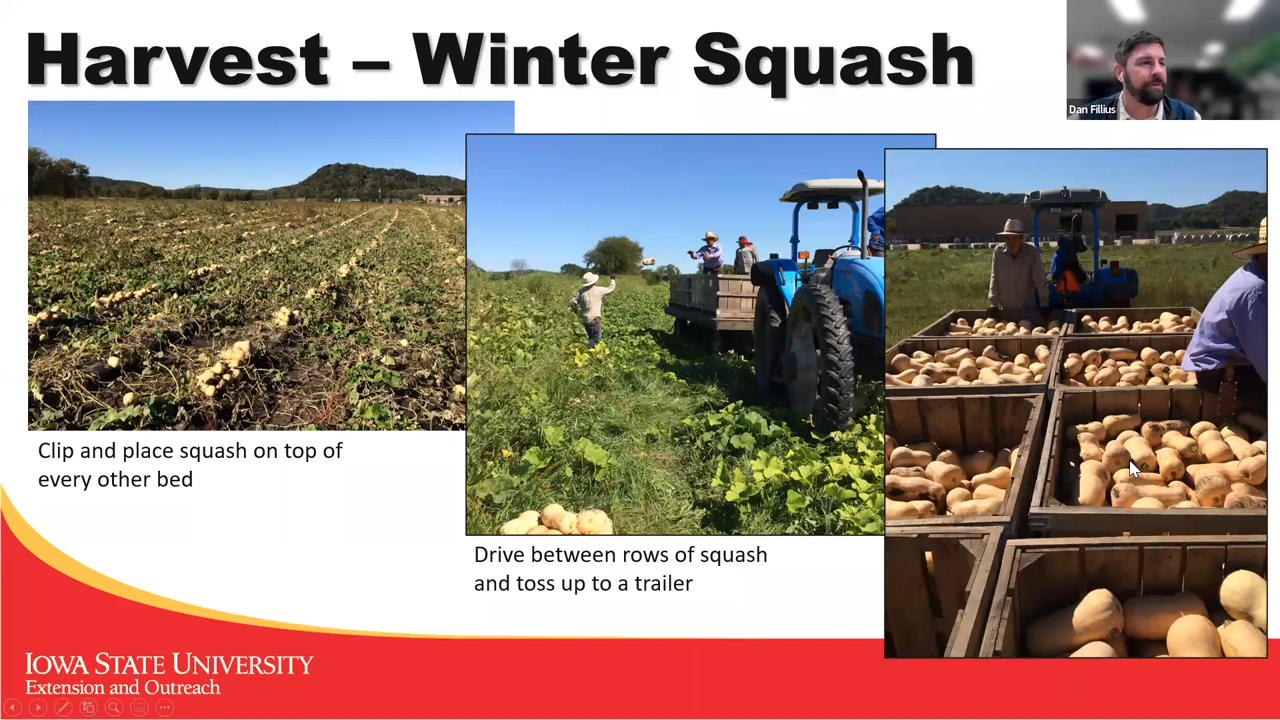 Harvest – Winter Squash
Dan Fillius
Clip and place squash on top of
every other bed
Drive between rows of squash
and toss up to a trailer
IOWA STATE UNIVERSITY
Extension and Outreach